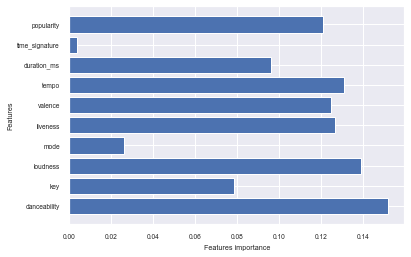 popularity
time_signature
duration_ms
tempo
valence
liveness
mode
loudness
key
danceability
Features
0.00 0.02 0.04 0.06 0.08 0.10 0.12 0.14
Features importance